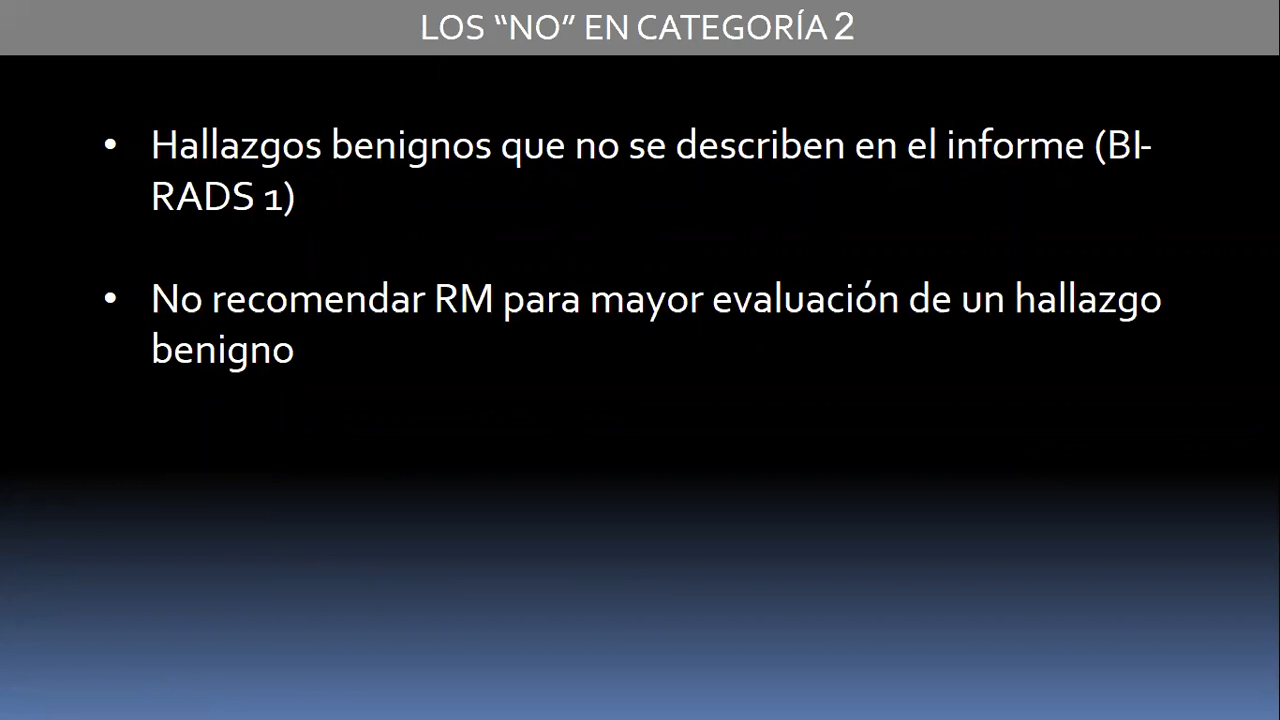 LOS “NO” EN CATEGORÍA 2
• Hallazgos benignos que no se describen en el informe (BI-
RADS 1)
• No recomendar RM para mayor evaluación de un hallazgo
benigno